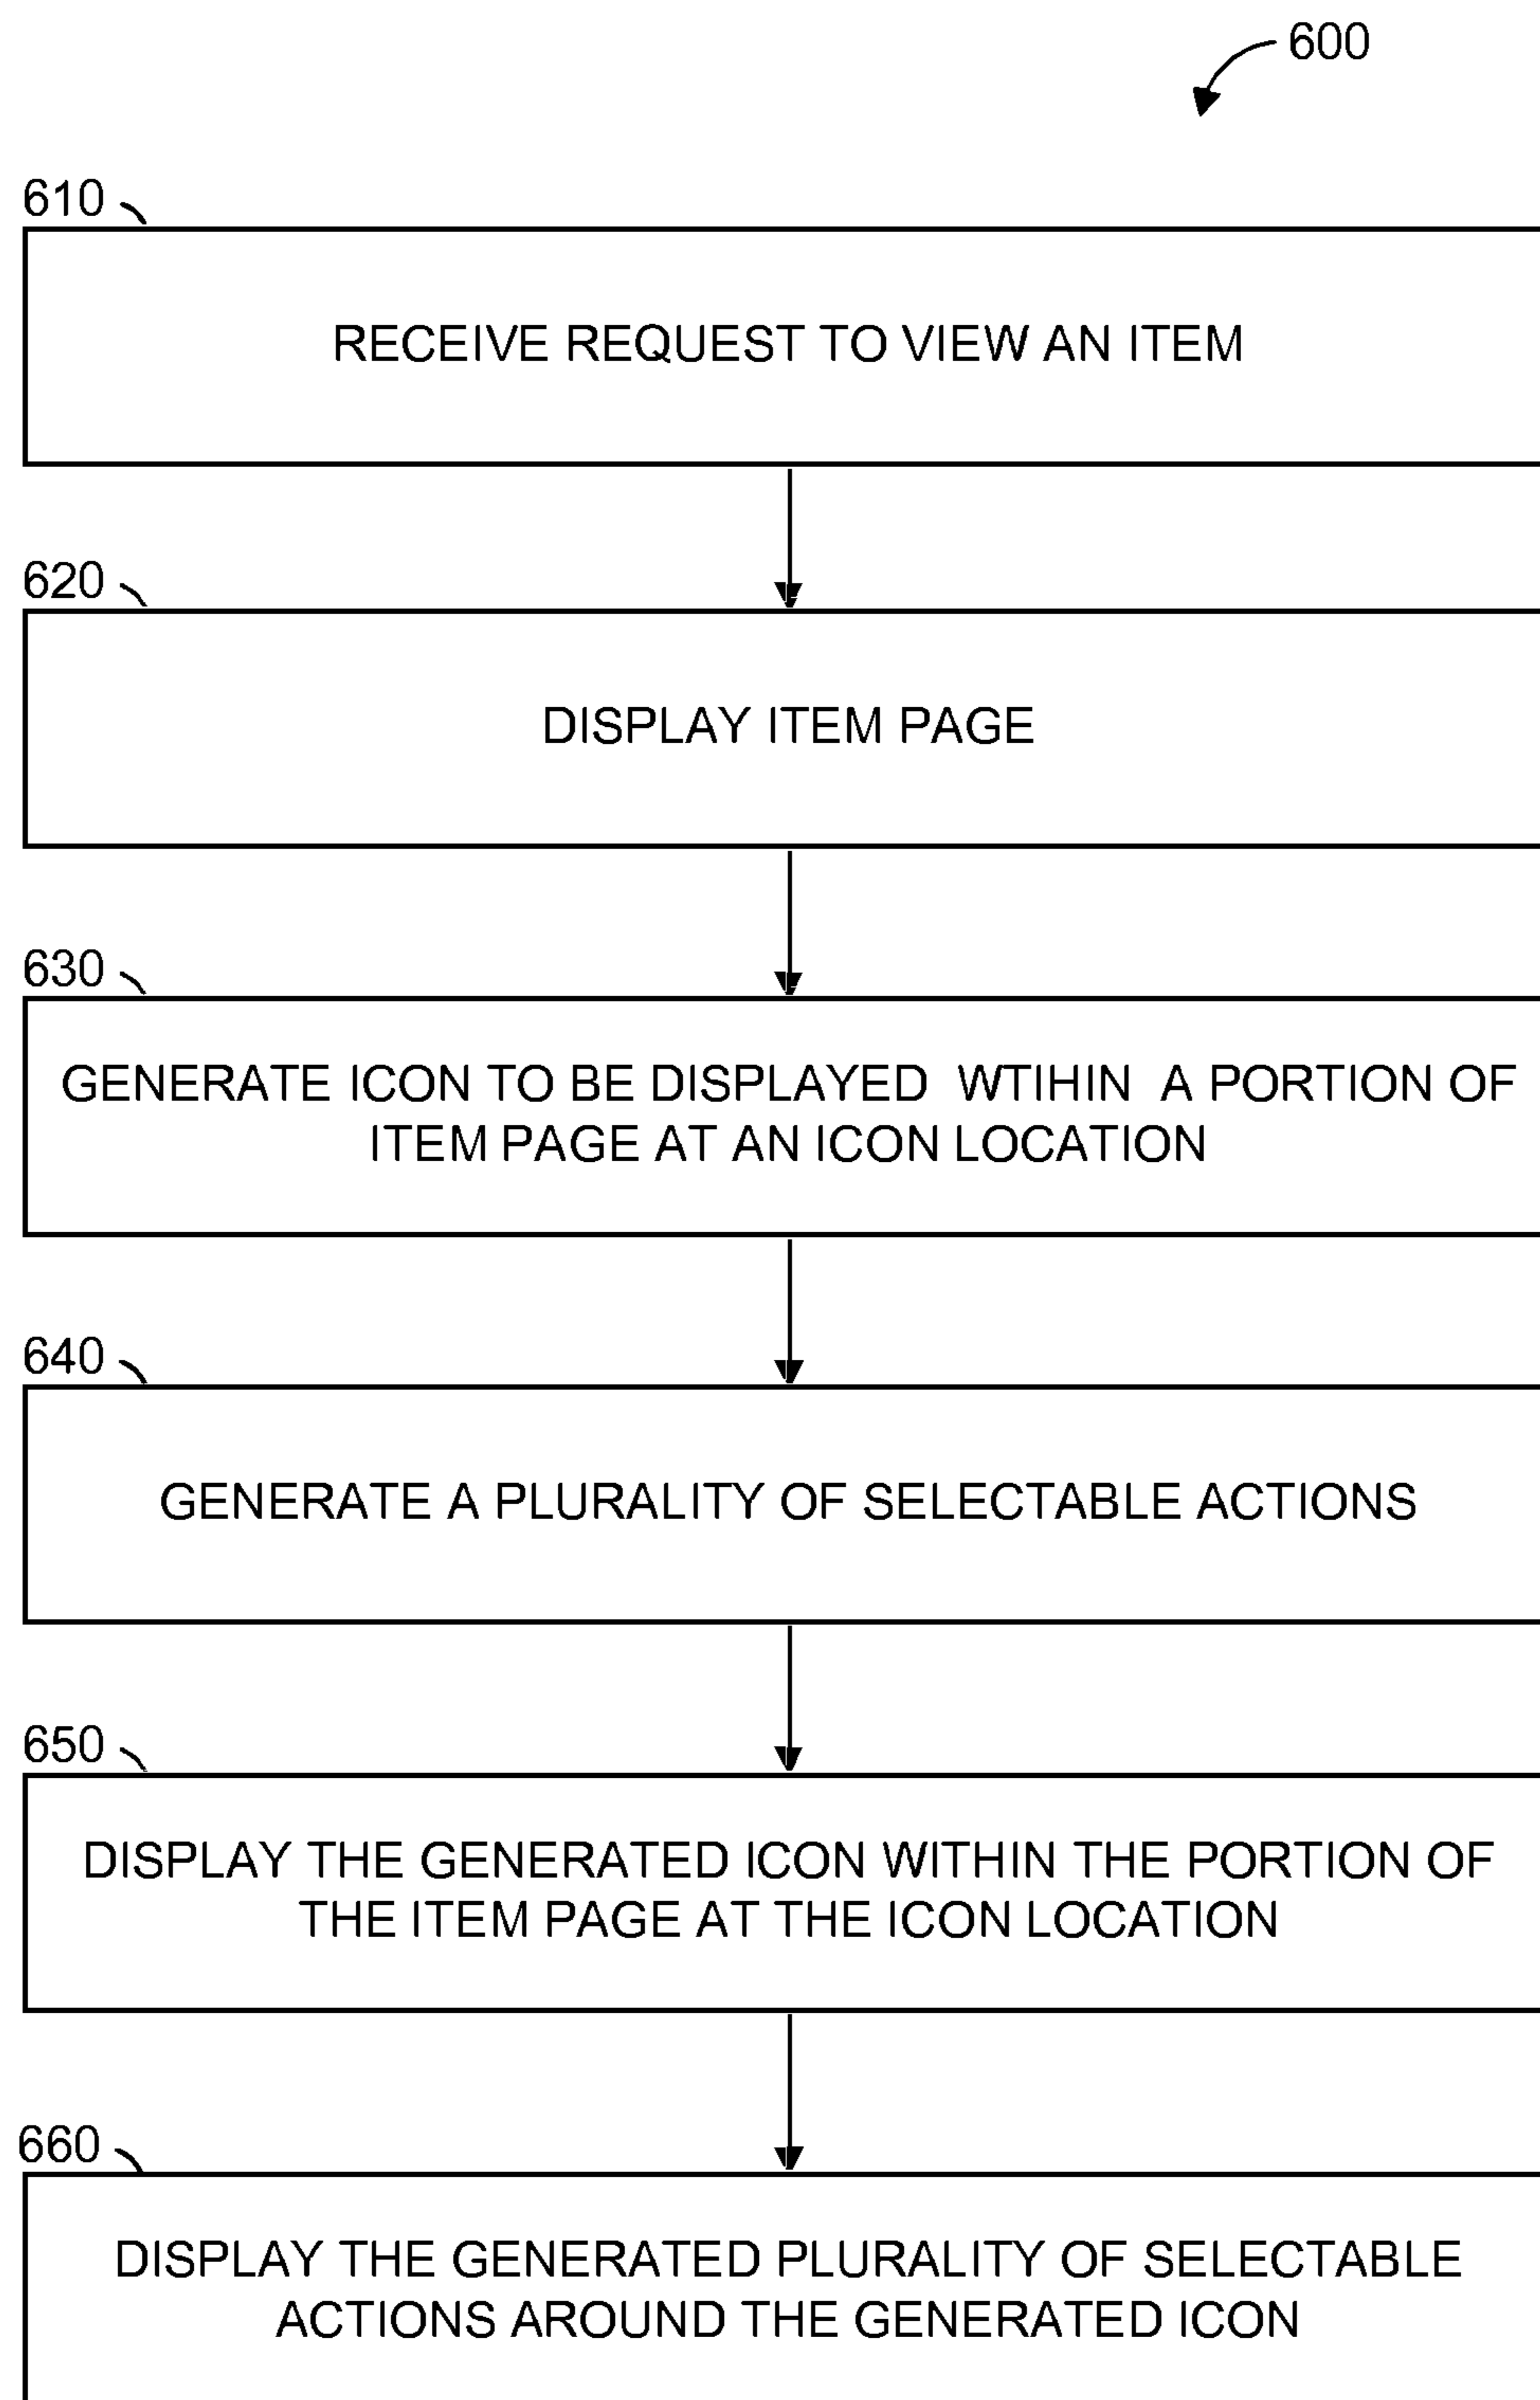 600
610
RECEIVE REQUEST TO VIEW AN ITEM
620
DISPLAY ITEM PAGE
630
GENERATE ICON TO BE DISPLAYED WTIHIN A PORTION OF
ITEM PAGE AT AN ICON LOCATION
640
GENERATE A PLURALITY OF SELECTABLE ACTIONS
650
DISPLAY THE GENERATED ICON WITHIN THE PORTION OF
THE ITEM PAGE AT THE ICON LOCATION
660
DISPLAY THE GENERATED PLURALITY OF SELECTABLE
ACTIONS AROUND THE GENERATED ICON